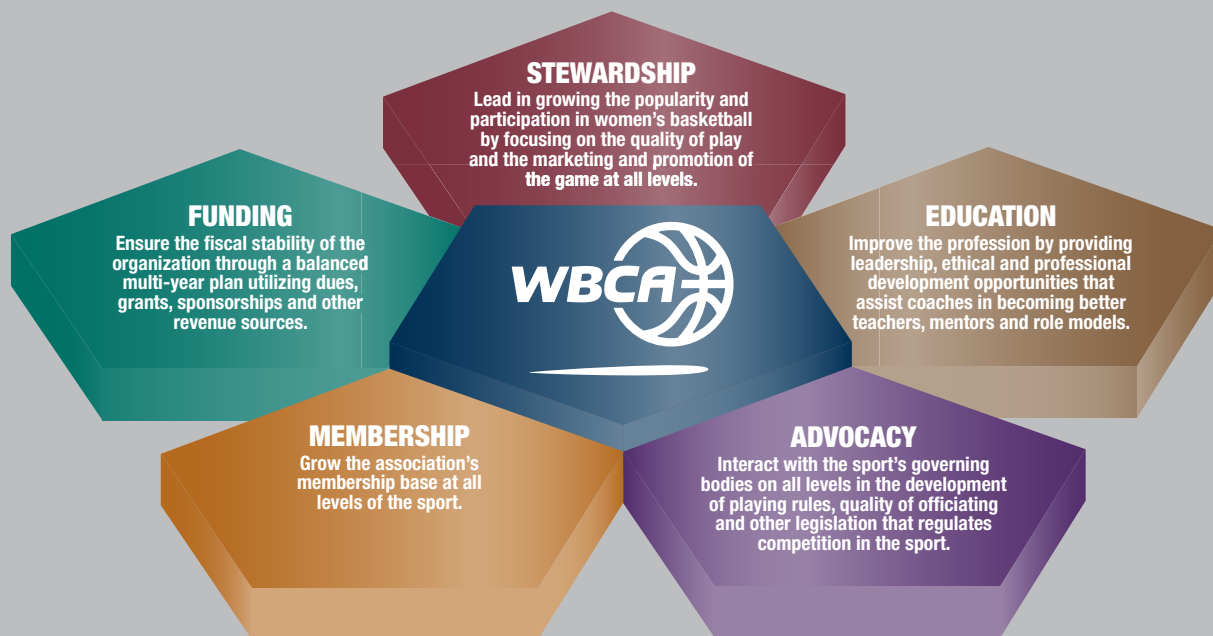 STEWARDSHIP
Lead in growing the popularity and
participation in women's basketball
by focusing on the quality of play
and the marketing and promotion of
the game at all levels.
FUNDING
Ensure the fiscal stability of the
organization through a balanced
multi-year plan utilizing dues,
grants, sponsorships and other
revenue sources.
WBCA
EDUCATION
Improve the profession by providing
leadership, ethical and professional
development opportunities that
assist coaches in becoming better
teachers, mentors and role models.
MEMBERSHIP
Grow the association's
membership base at all
levels of the sport.
ADVOCACY
Interact with the sport's governing
bodies on all levels in the development
of playing rules, quality of officiating
and other legislation that regulates
competition in the sport.